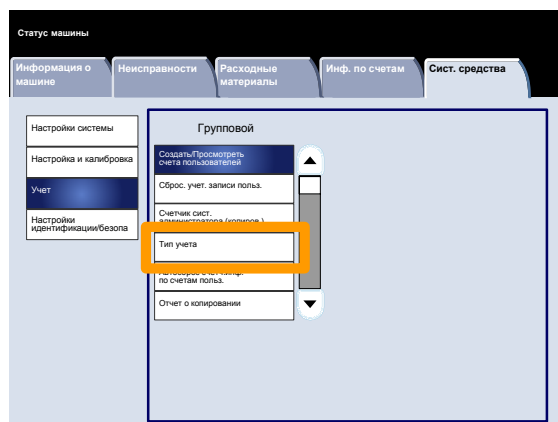 Статус машины
Информация о
машине
Неисправности
Расходные
материалы
Инф. по счетам
Сист. средства
Настройки системы
Настройка и калибровка
Учет
Настройки
идентификации/безопа
Групповой
Создать/Просмотреть
счета пользователей
Сброс. учет. записи польз.
Счетчик сист.
администратора (копиров.)
Тип учета
по счетам польз.
Отчет о копировании